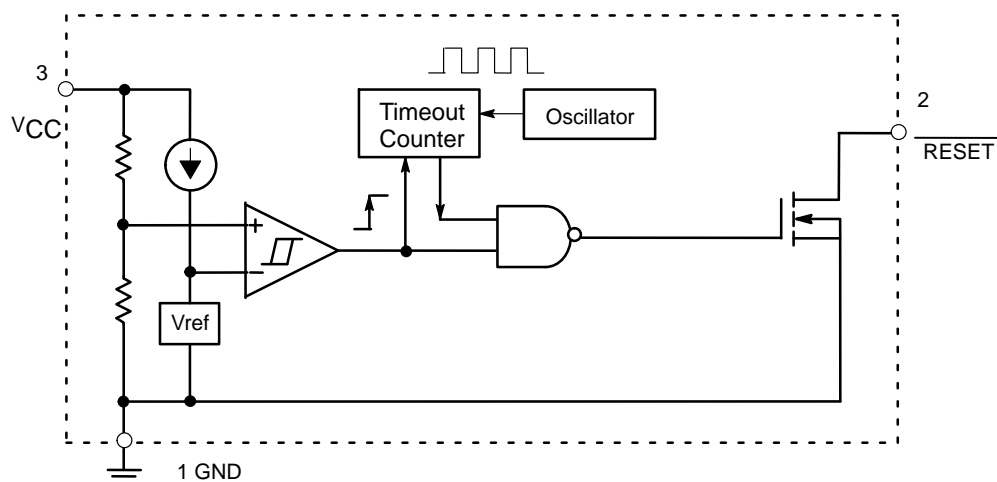 3
VCC
Timeout
Counter
Oscillator
2
RESET
+
−
Vref
1 GND